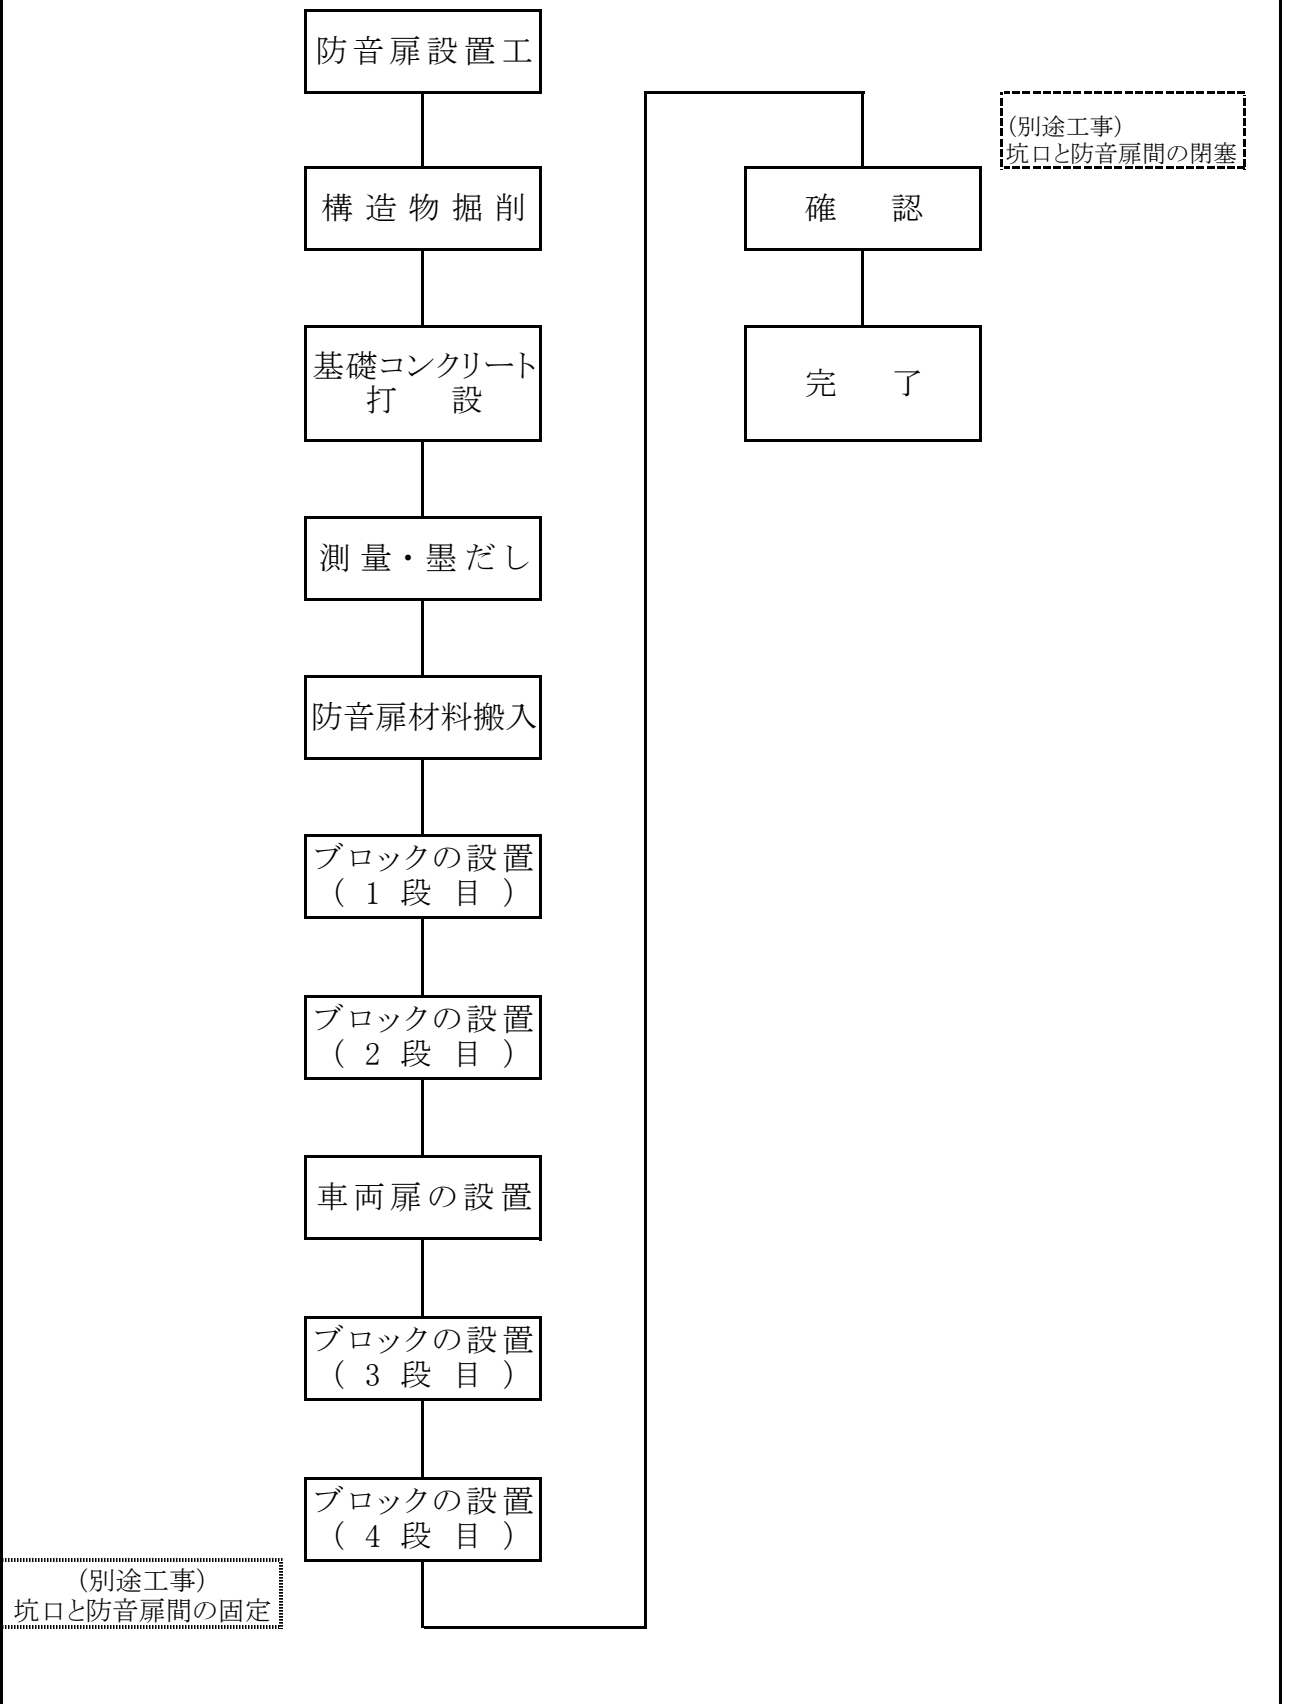 防音扉設置工
構造物掘削
基礎コンクリート
打設
測量・墨だし
防音扉材料搬入
ブロックの設置
(1段目)
ブロックの設置
(2段目)
車両扉の設置
ブロックの設置
(3段目)
ブロックの設置
(4段目)
(別途工事)
坑口と防音扉間の固定
(別途工事)
坑口と防音扉間の閉塞
確認
完了